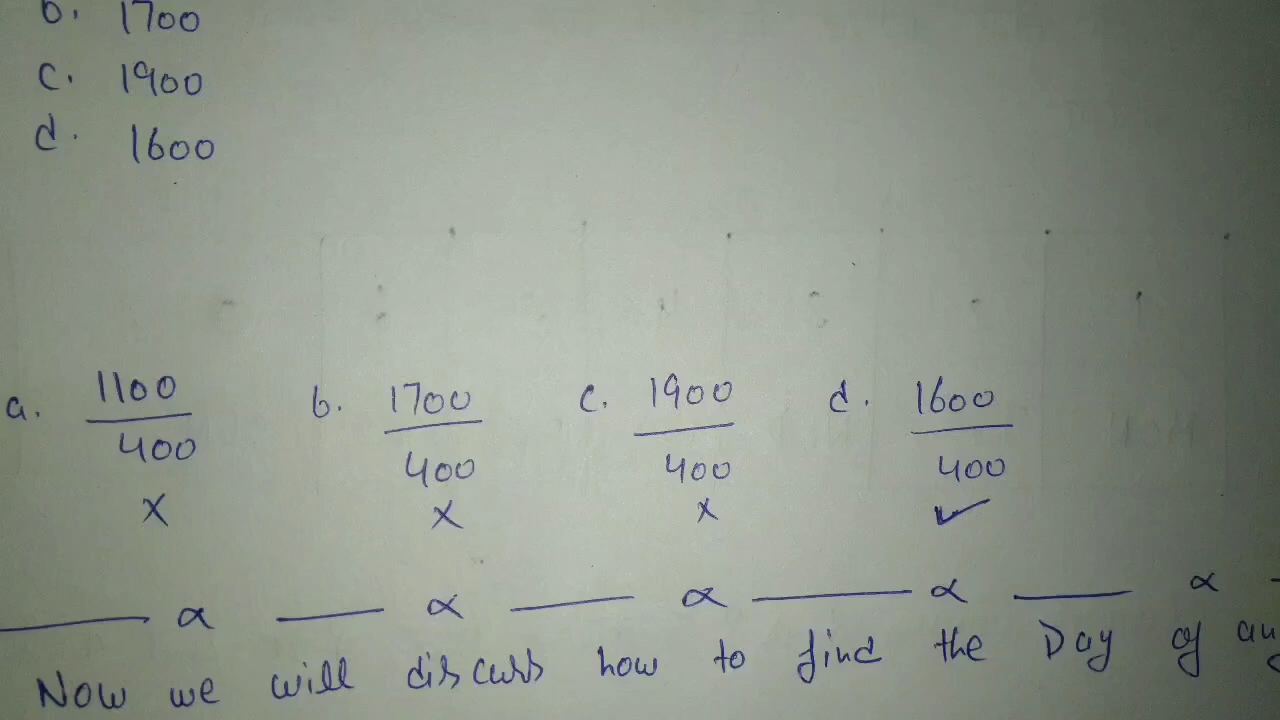 b. 1700
c. 1900
d. 1600
a. 1100/400 b. 1700/400 c. 1900/400 d. 1600/400
x x x ✓
—— ∝ —— ∝ —— ∝ —— ∝ —— ∝
Now we will discuss how to find the Day of